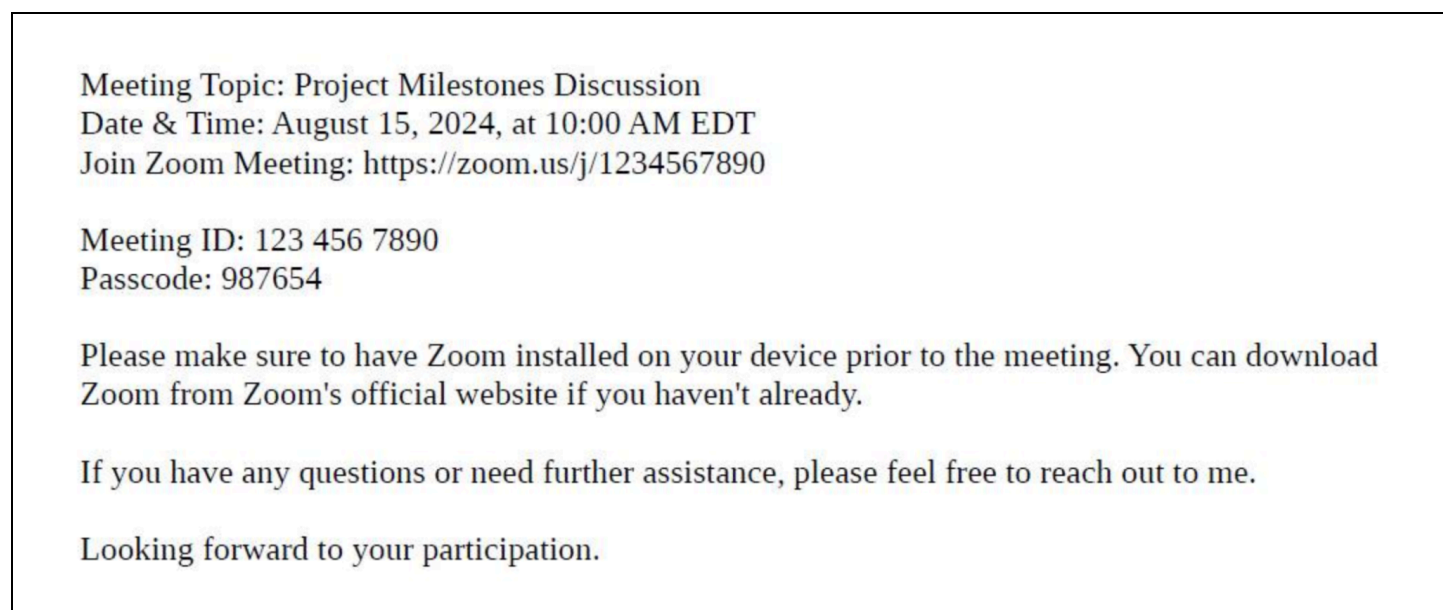 Meeting Topic: Project Milestones Discussion
Date & Time: August 15, 2024, at 10:00 AM EDT
Join Zoom Meeting: https://zoom.us/j/1234567890
Meeting ID: 123 456 7890
Passcode: 987654
Please make sure to have Zoom installed on your device prior to the meeting. You can download
Zoom from Zoom's official website if you haven't already.
If you have any questions or need further assistance, please feel free to reach out to me.
Looking forward to your participation.